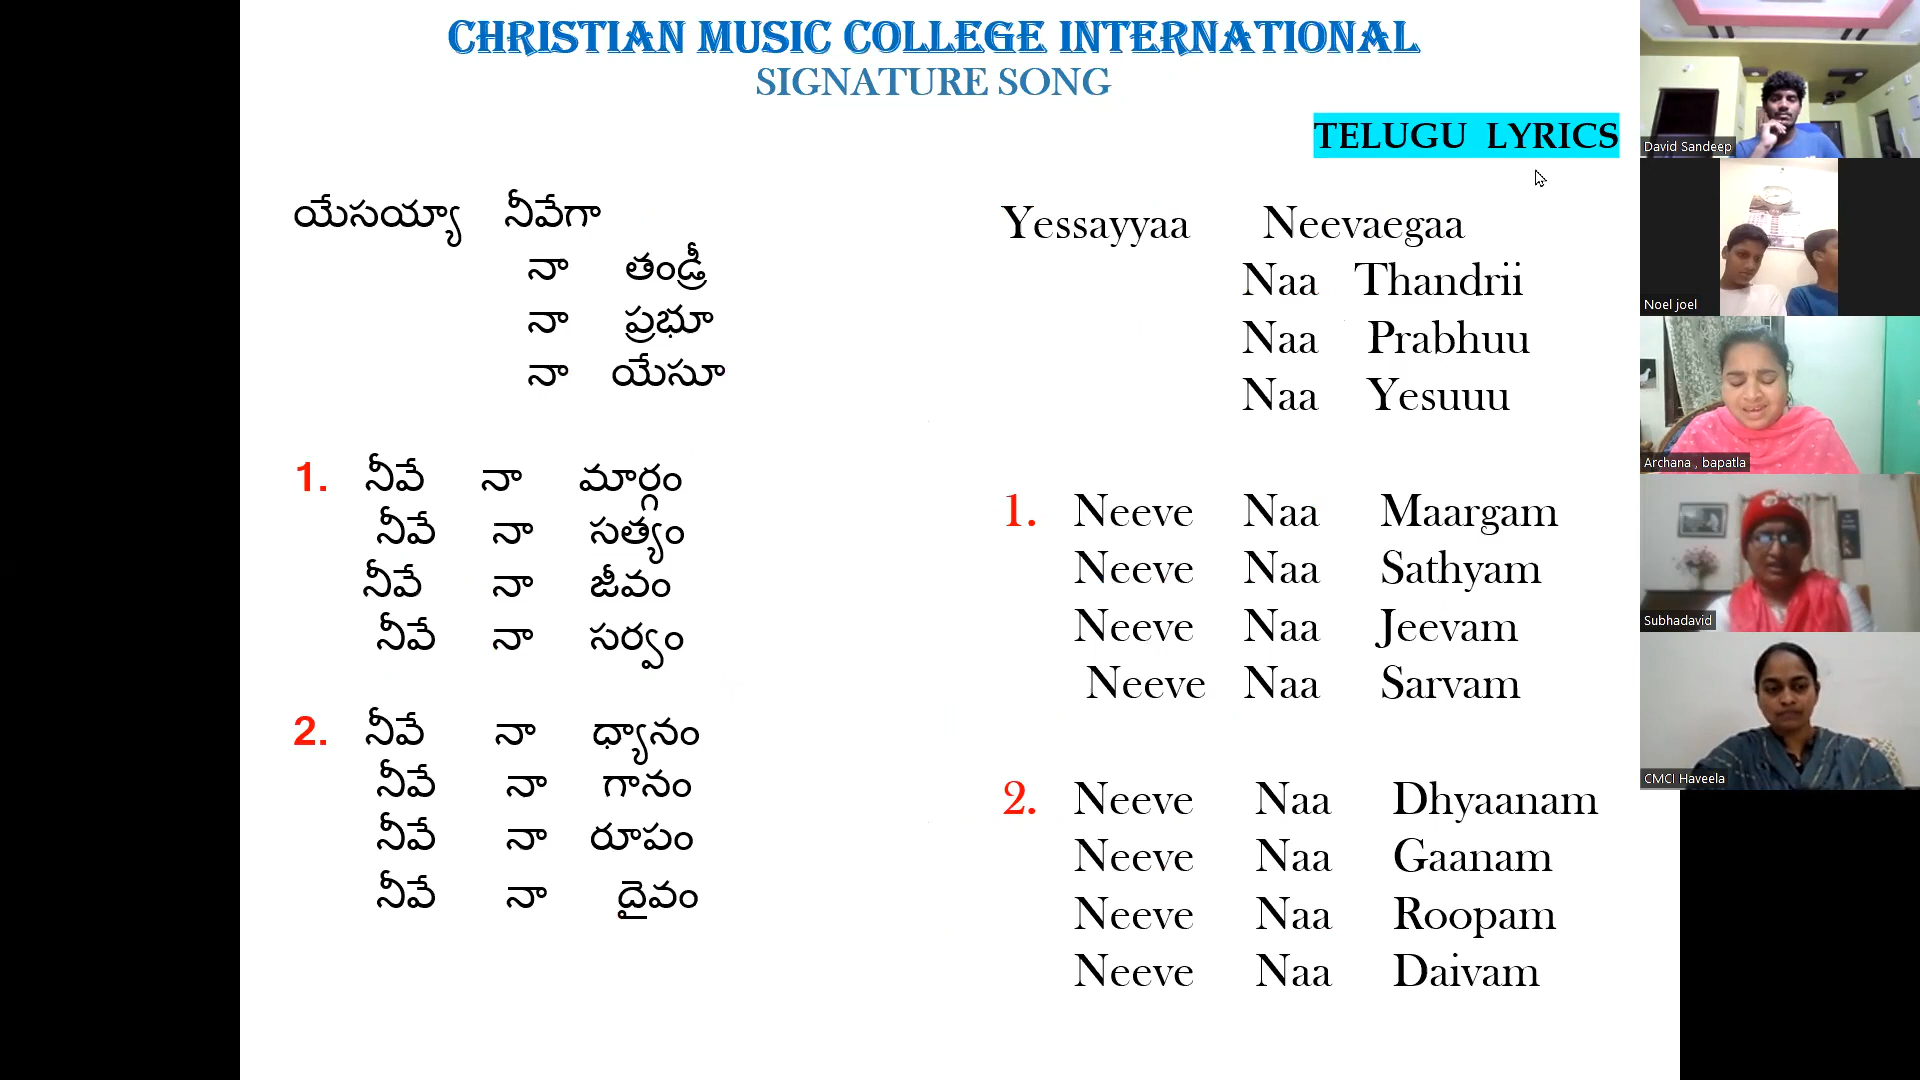 CHRISTIAN MUSIC COLLEGE INTERNATIONAL
SIGNATURE SONG
TELUGU LYRICS
యేసయ్యా నీవేగా
నా తండ్రీ
నా ప్రభూ
నా యేసూ
1. నీవే నా మార్గం
నీవే నా సత్యం
నీవే నా జీవం
నీవే నా సర్వం
2. నీవే నా ధ్యానం
నీవే నా గానం
నీవే నా రూపం
నీవే నా దైవం
Yessayyaa Neevaegaa
Naa Thandrii
Naa Prabhuu
Naa Yesuuu
1. Neeve Naa Maargam
Neeve Naa Sathyam
Neeve Naa Jeevam
Neeve Naa Sarvam
2. Neeve Naa Dhyaanam
Neeve Naa Gaanam
Neeve Naa Roopam
Neeve Naa Daivam
David Sandeep
Noel joel
Archana , bapatla
Subhadavid
CMCI Haveela